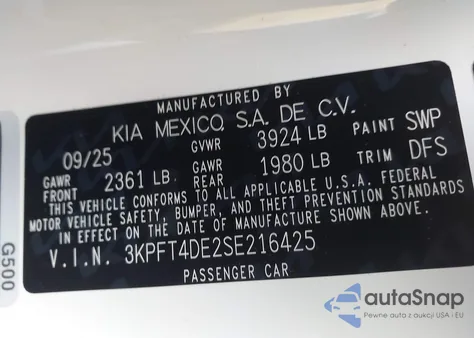 MANUFACTURED BY
KIA MEXICO, S.A. DE C.V.
09/25 GVWR 3924 LB PAINT SWP
GAWR FRONT 2361 LB GAWR REAR 1980 LB TRIM DFS
THIS VEHICLE CONFORMS TO ALL APPLICABLE U.S.A. FEDERAL
MOTOR VEHICLE SAFETY, BUMPER, AND THEFT PREVENTION STANDARDS
IN EFFECT ON THE DATE OF MANUFACTURE SHOWN ABOVE.
V.I.N. 3KPFT4DE2SE216425
PASSENGER CAR
G500
autoSnap
Pewne auta z aukcji USA i EU